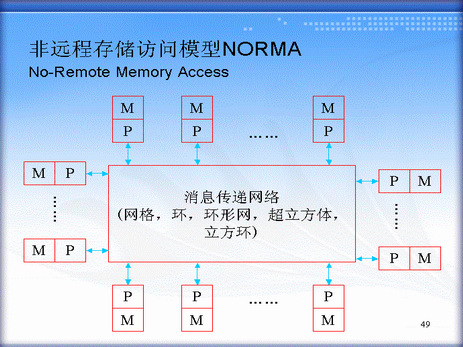 非远程存储访问模型NORMA
No-Remote Memory Access
M M M
P P …… P
M P
P M
消息传递网络
(网格，环，环形网，超立方体，
立方环)
……
……
M P
P M
P P …… P
M M M
49